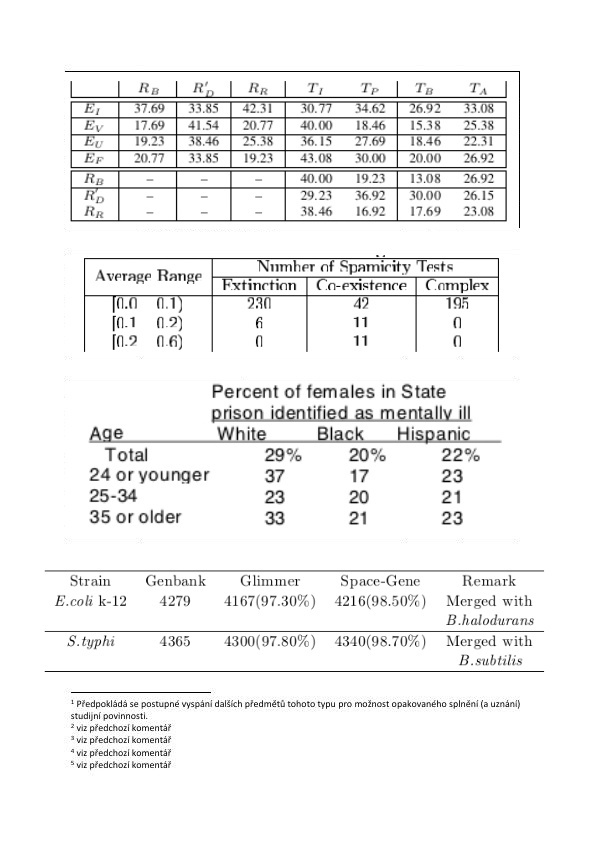 R_B R'_D R_R T_I T_P T_B T_A
E_I 37.69 33.85 42.31 30.77 34.62 26.92 33.08
E_V 17.69 41.54 20.77 40.00 18.46 15.38 25.38
E_U 19.23 38.46 25.38 36.15 27.69 18.46 22.31
E_F 20.77 33.85 19.23 43.08 30.00 20.00 26.92
R_B – – – 40.00 19.23 13.08 26.92
R'_D – – – 29.23 36.92 30.00 26.15
R_R – – – 38.46 16.92 17.69 23.08
Average Range Number of Spamicity Tests
Extinction Co-existence Complex
[0.0 0.1) 230 42 195
[0.1 0.2) 6 11 0
[0.2 0.6) 0 11 0
Percent of females in State
prison identified as mentally ill
Age White Black Hispanic
Total 29% 20% 22%
24 or younger 37 17 23
25-34 23 20 21
35 or older 33 21 23
Strain Genbank Glimmer Space-Gene Remark
E.coli k-12 4279 4167(97.30%) 4216(98.50%) Merged with
B.halodurans
S.typhi 4365 4300(97.80%) 4340(98.70%) Merged with
B.subtilis
1 Předpokládá se postupné vyspání dalších předmětů tohoto typu pro možnost opakovaného splnění (a uznání)
studijní povinnosti.
2 viz předchozí komentář
3 viz předchozí komentář
4 viz předchozí komentář
5 viz předchozí komentář